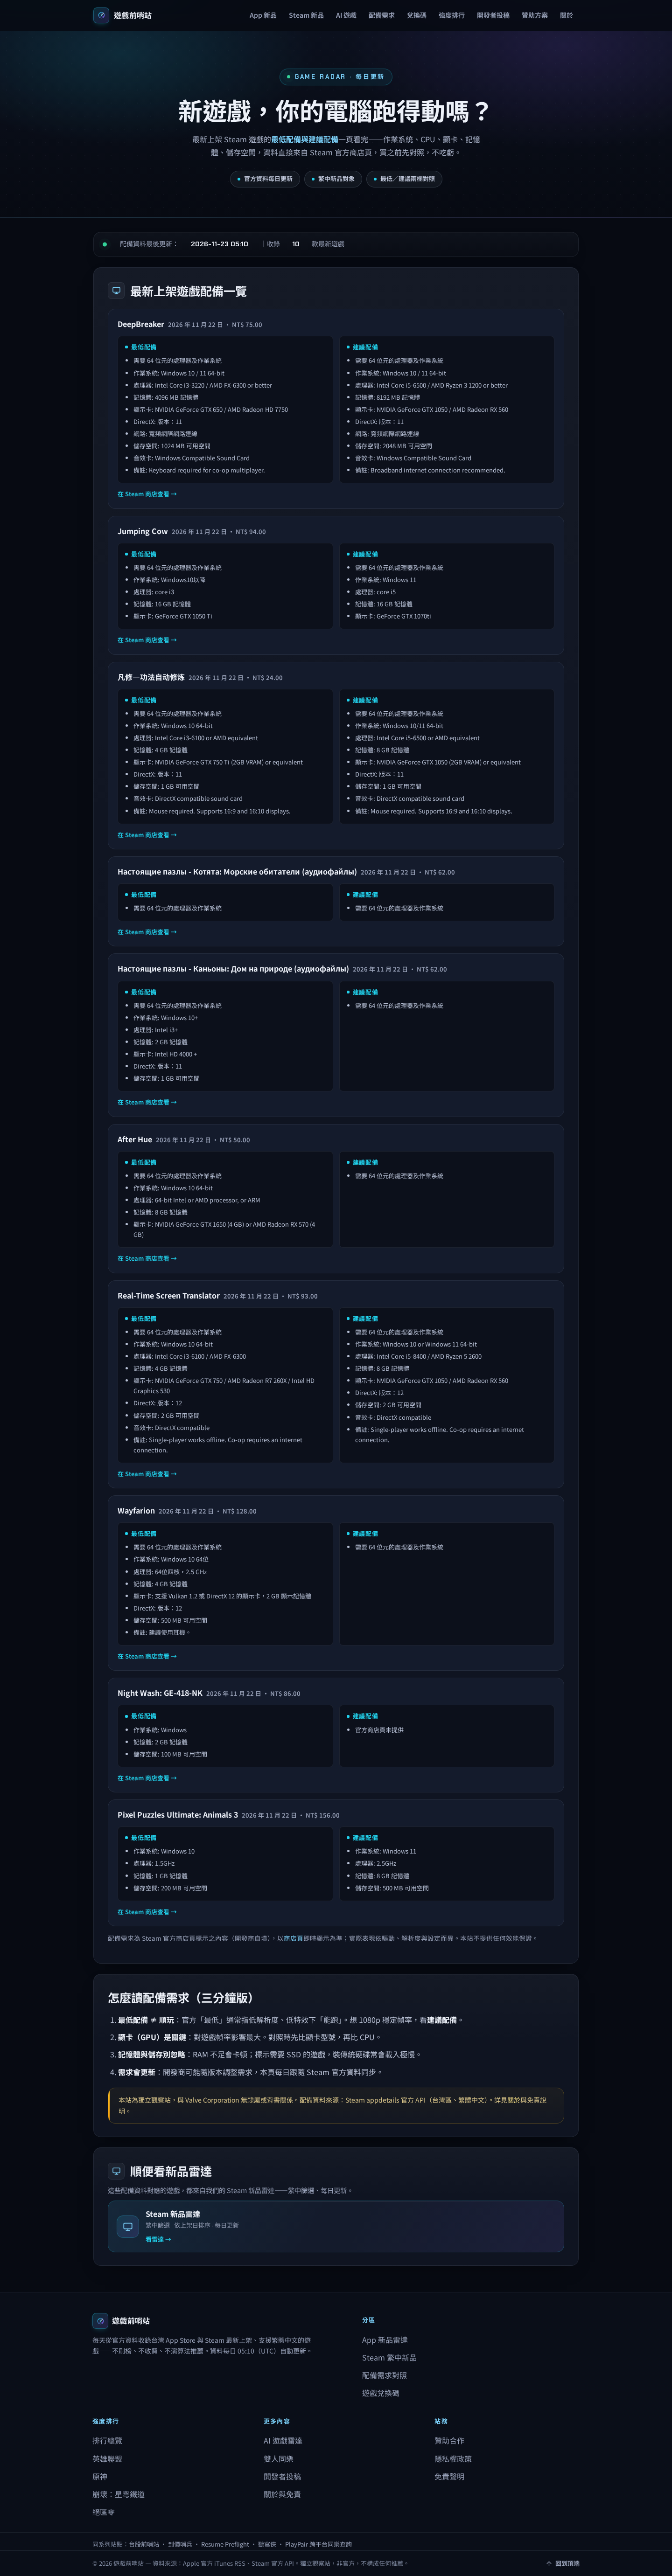 遊戲前哨站
App 新品
Steam 新品
AI 遊戲
配備需求
兌換碼
強度排行
開發者投稿
贊助方案
關於
GAME RADAR · 每日更新
新遊戲，你的電腦跑得動嗎？
最新上架 Steam 遊戲的最低配備與建議配備一頁看完——作業系統、CPU、顯卡、記憶
體、儲存空間，資料直接來自 Steam 官方商店頁，買之前先對照，不吃虧。
官方資料每日更新
繁中新品對象
最低／建議兩欄對照
配備資料最後更新： 2026-11-23 05:10 ｜收錄 10 款最新遊戲
最新上架遊戲配備一覽
DeepBreaker 2026 年 11 月 22 日 · NT$ 75.00
最低配備
需要 64 位元的處理器及作業系統
作業系統: Windows 10 / 11 64-bit
處理器: Intel Core i3-3220 / AMD FX-6300 or better
記憶體: 4096 MB 記憶體
顯示卡: NVIDIA GeForce GTX 650 / AMD Radeon HD 7750
DirectX: 版本：11
網路: 寬頻網際網路連線
儲存空間: 1024 MB 可用空間
音效卡: Windows Compatible Sound Card
備註: Keyboard required for co-op multiplayer.
建議配備
需要 64 位元的處理器及作業系統
作業系統: Windows 10 / 11 64-bit
處理器: Intel Core i5-6500 / AMD Ryzen 3 1200 or better
記憶體: 8192 MB 記憶體
顯示卡: NVIDIA GeForce GTX 1050 / AMD Radeon RX 560
DirectX: 版本：11
網路: 寬頻網際網路連線
儲存空間: 2048 MB 可用空間
音效卡: Windows Compatible Sound Card
備註: Broadband internet connection recommended.
在 Steam 商店查看 →
Jumping Cow 2026 年 11 月 22 日 · NT$ 94.00
最低配備
需要 64 位元的處理器及作業系統
作業系統: Windows10以降
處理器: core i3
記憶體: 16 GB 記憶體
顯示卡: GeForce GTX 1050 Ti
建議配備
需要 64 位元的處理器及作業系統
作業系統: Windows 11
處理器: core i5
記憶體: 16 GB 記憶體
顯示卡: GeForce GTX 1070ti
在 Steam 商店查看 →
凡修—功法自动修炼 2026 年 11 月 22 日 · NT$ 24.00
最低配備
需要 64 位元的處理器及作業系統
作業系統: Windows 10 64-bit
處理器: Intel Core i3-6100 or AMD equivalent
記憶體: 4 GB 記憶體
顯示卡: NVIDIA GeForce GTX 750 Ti (2GB VRAM) or equivalent
DirectX: 版本：11
儲存空間: 1 GB 可用空間
音效卡: DirectX compatible sound card
備註: Mouse required. Supports 16:9 and 16:10 displays.
建議配備
需要 64 位元的處理器及作業系統
作業系統: Windows 10/11 64-bit
處理器: Intel Core i5-6500 or AMD equivalent
記憶體: 8 GB 記憶體
顯示卡: NVIDIA GeForce GTX 1050 (2GB VRAM) or equivalent
DirectX: 版本：11
儲存空間: 1 GB 可用空間
音效卡: DirectX compatible sound card
備註: Mouse required. Supports 16:9 and 16:10 displays.
在 Steam 商店查看 →
Настоящие пазлы - Котята: Морские обитатели (аудиофайлы) 2026 年 11 月 22 日 · NT$ 62.00
最低配備
需要 64 位元的處理器及作業系統
建議配備
需要 64 位元的處理器及作業系統
在 Steam 商店查看 →
Настоящие пазлы - Каньоны: Дом на природе (аудиофайлы) 2026 年 11 月 22 日 · NT$ 62.00
最低配備
需要 64 位元的處理器及作業系統
作業系統: Windows 10+
處理器: Intel i3+
記憶體: 2 GB 記憶體
顯示卡: Intel HD 4000 +
DirectX: 版本：11
儲存空間: 1 GB 可用空間
建議配備
需要 64 位元的處理器及作業系統
在 Steam 商店查看 →
After Hue 2026 年 11 月 22 日 · NT$ 50.00
最低配備
需要 64 位元的處理器及作業系統
作業系統: Windows 10 64-bit
處理器: 64-bit Intel or AMD processor, or ARM
記憶體: 8 GB 記憶體
顯示卡: NVIDIA GeForce GTX 1650 (4 GB) or AMD Radeon RX 570 (4
GB)
建議配備
需要 64 位元的處理器及作業系統
在 Steam 商店查看 →
Real-Time Screen Translator 2026 年 11 月 22 日 · NT$ 93.00
最低配備
需要 64 位元的處理器及作業系統
作業系統: Windows 10 64-bit
處理器: Intel Core i3-6100 / AMD FX-6300
記憶體: 4 GB 記憶體
顯示卡: NVIDIA GeForce GTX 750 / AMD Radeon R7 260X / Intel HD
Graphics 530
DirectX: 版本：12
儲存空間: 2 GB 可用空間
音效卡: DirectX compatible
備註: Single-player works offline. Co-op requires an internet
connection.
建議配備
需要 64 位元的處理器及作業系統
作業系統: Windows 10 or Windows 11 64-bit
處理器: Intel Core i5-8400 / AMD Ryzen 5 2600
記憶體: 8 GB 記憶體
顯示卡: NVIDIA GeForce GTX 1050 / AMD Radeon RX 560
DirectX: 版本：12
儲存空間: 2 GB 可用空間
音效卡: DirectX compatible
備註: Single-player works offline. Co-op requires an internet
connection.
在 Steam 商店查看 →
Wayfarion 2026 年 11 月 22 日 · NT$ 128.00
最低配備
需要 64 位元的處理器及作業系統
作業系統: Windows 10 64位
處理器: 64位四核，2.5 GHz
記憶體: 4 GB 記憶體
顯示卡: 支援 Vulkan 1.2 或 DirectX 12 的顯示卡，2 GB 顯示記憶體
DirectX: 版本：12
儲存空間: 500 MB 可用空間
備註: 建議使用耳機。
建議配備
需要 64 位元的處理器及作業系統
在 Steam 商店查看 →
Night Wash: GE-418-NK 2026 年 11 月 22 日 · NT$ 86.00
最低配備
作業系統: Windows
記憶體: 2 GB 記憶體
儲存空間: 100 MB 可用空間
建議配備
官方商店頁未提供
在 Steam 商店查看 →
Pixel Puzzles Ultimate: Animals 3 2026 年 11 月 22 日 · NT$ 156.00
最低配備
作業系統: Windows 10
處理器: 1.5GHz
記憶體: 1 GB 記憶體
儲存空間: 200 MB 可用空間
建議配備
作業系統: Windows 11
處理器: 2.5GHz
記憶體: 8 GB 記憶體
儲存空間: 500 MB 可用空間
在 Steam 商店查看 →
配備需求為 Steam 官方商店頁標示之內容（開發商自填），以商店頁即時顯示為準；實際表現依驅動、解析度與設定而異。本站不提供任何效能保證。
怎麼讀配備需求（三分鐘版）
1. 最低配備 ≠ 順玩：官方「最低」通常指低解析度、低特效下「能跑」。想 1080p 穩定幀率，看建議配備。
2. 顯卡（GPU）是關鍵：對遊戲幀率影響最大。對照時先比顯卡型號，再比 CPU。
3. 記憶體與儲存別忽略：RAM 不足會卡頓；標示需要 SSD 的遊戲，裝傳統硬碟常會載入極慢。
4. 需求會更新：開發商可能隨版本調整需求，本頁每日跟隨 Steam 官方資料同步。
本站為獨立觀察站，與 Valve Corporation 無隸屬或背書關係。配備資料來源：Steam appdetails 官方 API（台灣區、繁體中文）。詳見關於與免責說
明。
順便看新品雷達
這些配備資料對應的遊戲，都來自我們的 Steam 新品雷達——繁中篩選、每日更新。
Steam 新品雷達
繁中篩選 · 依上架日排序 · 每日更新
看雷達 →
遊戲前哨站
每天從官方資料收錄台灣 App Store 與 Steam 最新上架、支援繁體中文的遊
戲——不刷榜、不收費、不演算法推薦。資料每日 05:10（UTC）自動更新。
分區
App 新品雷達
Steam 繁中新品
配備需求對照
遊戲兌換碼
強度排行
排行總覽
英雄聯盟
原神
崩壞：星穹鐵道
絕區零
更多內容
AI 遊戲雷達
雙人同樂
開發者投稿
關於與免責
站務
贊助合作
隱私權政策
免責聲明
同系列站點：台股前哨站 · 到價哨兵 · Resume Preflight · 聽寫俠 · PlayPair 跨平台同樂查詢
© 2026 遊戲前哨站 — 資料來源：Apple 官方 iTunes RSS、Steam 官方 API。獨立觀察站，非官方，不構成任何推薦。
↑ 回到頂端